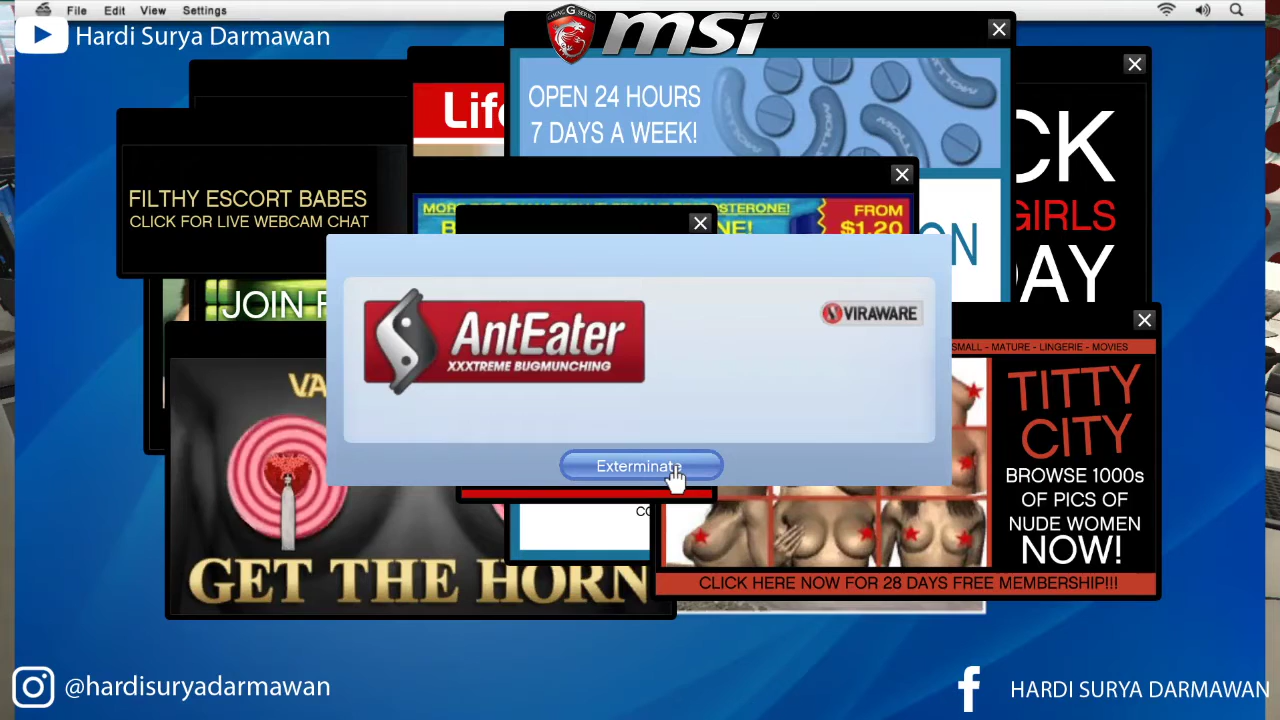 File Edit View Settings
Hardi Surya Darmawan
msi
OPEN 24 HOURS
7 DAYS A WEEK!
FILTHY ESCORT BABES
CLICK FOR LIVE WEBCAM CHAT
FROM
$1.20
GIRLS
JOIN
AntEater
XXXTREME BUGMUNCHING
VIRAWARE
Exterminate
SMALL - MATURE - LINGERIE - MOVIES
TITTY
CITY
BROWSE 1000s
OF PICS OF
NUDE WOMEN
NOW!
CLICK HERE NOW FOR 28 DAYS FREE MEMBERSHIP!!!
GET THE HORN
@hardisuryadarmawan
HARDI SURYA DARMAWAN